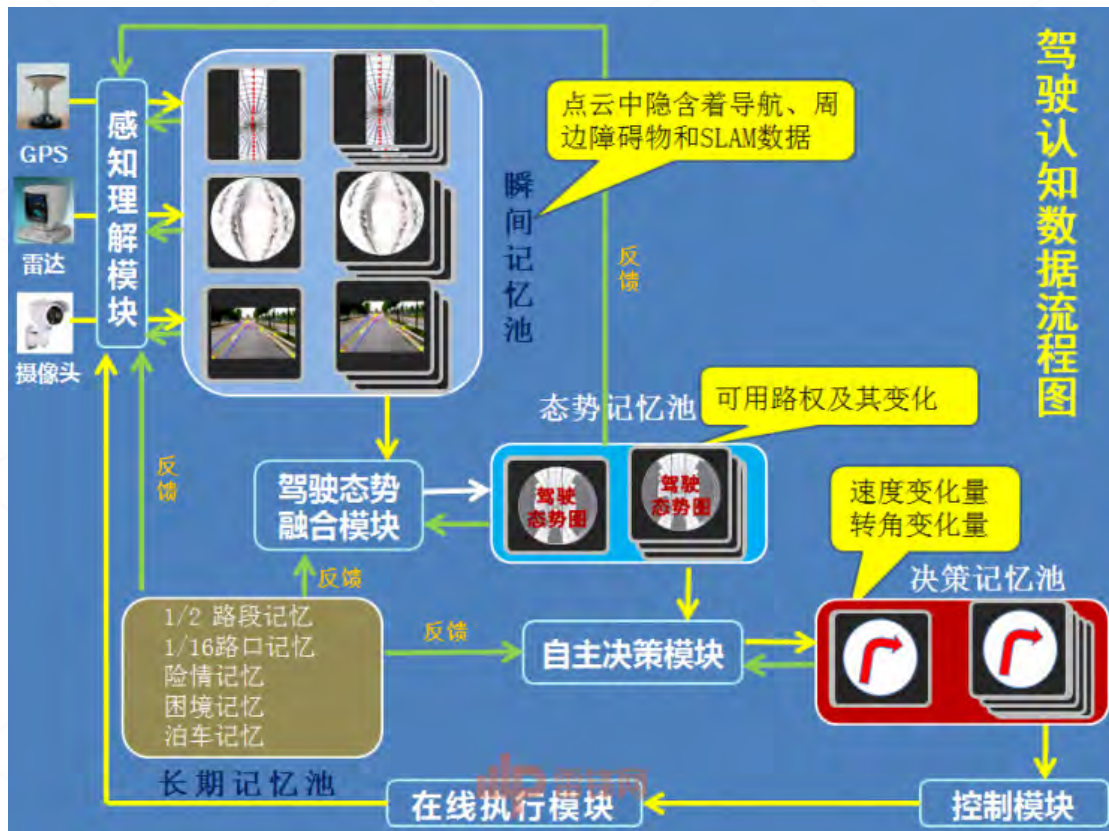 驾驶认知数据流程图
GPS
雷达
摄像头
感知理解模块
瞬间记忆池
点云中隐含着导航、周
边障碍物和SLAM数据
反馈
态势记忆池
可用路权及其变化
反馈
驾驶态势
融合模块
驾驶
态势图
驾驶
态势图
速度变化量
转角变化量
决策记忆池
反馈
1/2 路段记忆
1/16路口记忆
险情记忆
困境记忆
泊车记忆
反馈
自主决策模块
长期记忆池
在线执行模块
控制模块